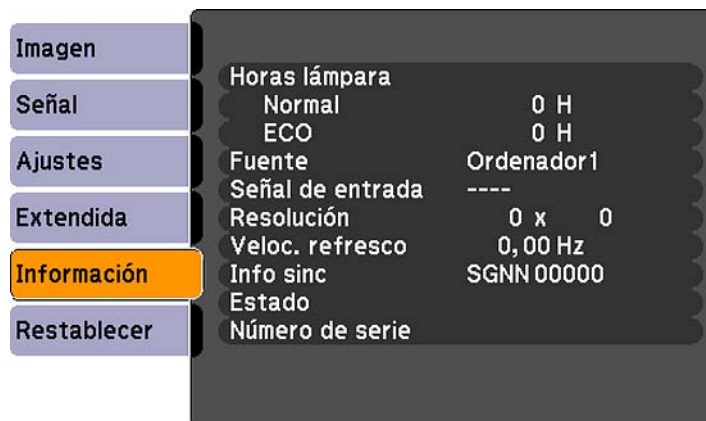 Imagen
Señal
Ajustes
Extendida
Información
Restablecer
Horas lámpara
Normal 0 H
ECO 0 H
Fuente Ordenador1
Señal de entrada ----
Resolución 0 x 0
Veloc. refresco 0,00 Hz
Info sinc SGNN 00000
Estado
Número de serie